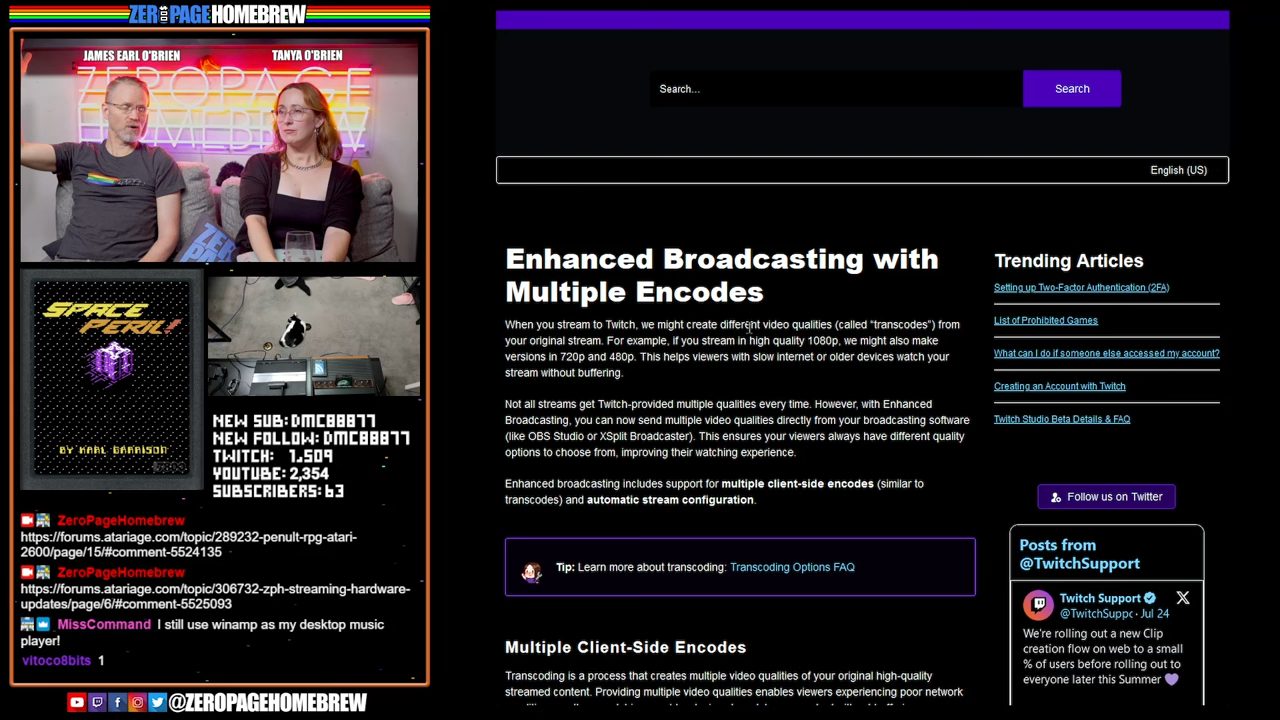 ZEROPAGEHOMEBREW
JAMES EARL O'BRIEN
TANYA O'BRIEN
ZEROPAGE
HOMEBREW
SPACE
PERIL!
BY KARL GARRISON
NEW SUB: DMC88877
NEW FOLLOW: DMC88877
TWITCH: 1,509
YOUTUBE: 2,354
SUBSCRIBERS: 63
ZeroPageHomebrew
https://forums.atariage.com/topic/289232-penult-rpg-atari-
2600/page/15/#comment-5524135
ZeroPageHomebrew
https://forums.atariage.com/topic/306732-zph-streaming-hardware-
updates/page/6/#comment-5525093
MissCommand I still use winamp as my desktop music
player!
vitoco8bits 1
@ZEROPAGEHOMEBREW
Search...
Search
English (US)
Enhanced Broadcasting with
Multiple Encodes
When you stream to Twitch, we might create different video qualities (called “transcodes”) from
your original stream. For example, if you stream in high quality 1080p, we might also make
versions in 720p and 480p. This helps viewers with slow internet or older devices watch your
stream without buffering.
Not all streams get Twitch-provided multiple qualities every time. However, with Enhanced
Broadcasting, you can now send multiple video qualities directly from your broadcasting software
(like OBS Studio or XSplit Broadcaster). This ensures your viewers always have different quality
options to choose from, improving their watching experience.
Enhanced broadcasting includes support for multiple client-side encodes (similar to
transcodes) and automatic stream configuration.
Tip: Learn more about transcoding: Transcoding Options FAQ
Multiple Client-Side Encodes
Transcoding is a process that creates multiple video qualities of your original high-quality
streamed content. Providing multiple video qualities enables viewers experiencing poor network
Trending Articles
Setting up Two-Factor Authentication (2FA)
List of Prohibited Games
What can I do if someone else accessed my account?
Creating an Account with Twitch
Twitch Studio Beta Details & FAQ
Follow us on Twitter
Posts from
@TwitchSupport
Twitch Support
@TwitchSuppc · Jul 24
We're rolling out a new Clip
creation flow on web to a small
% of users before rolling out to
everyone later this Summer 💜